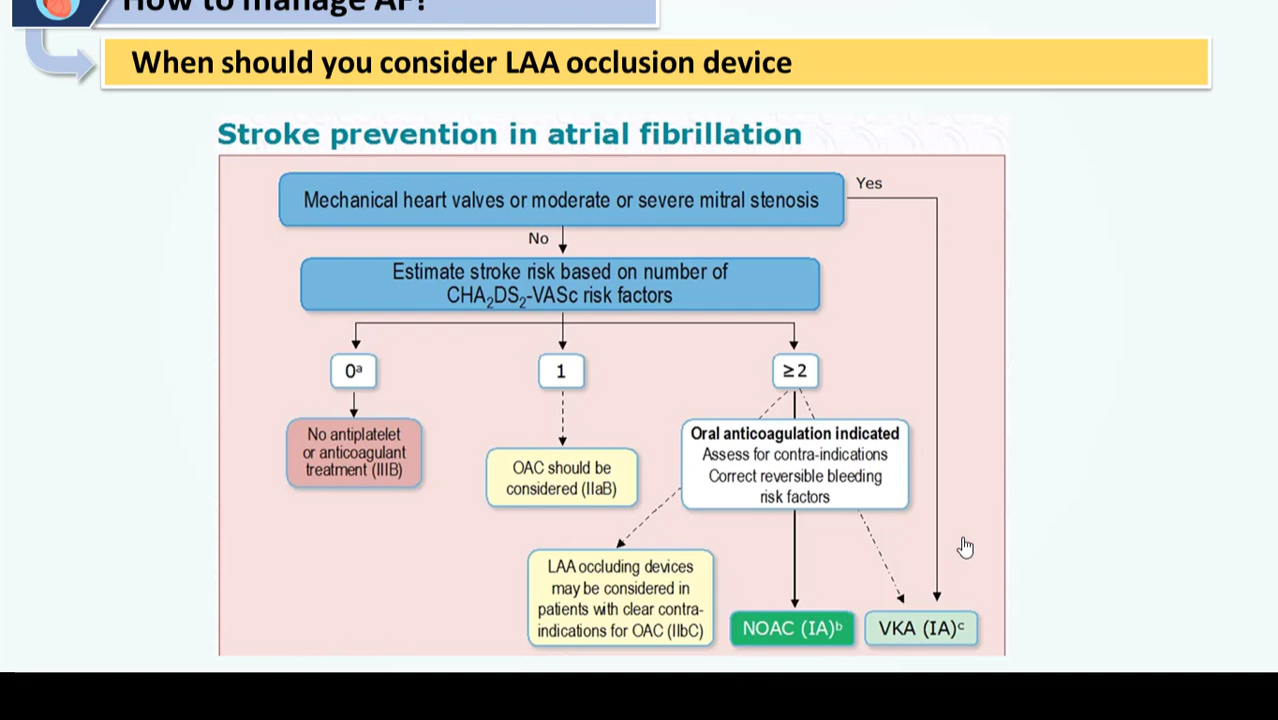 How to manage AF?
When should you consider LAA occlusion device
Stroke prevention in atrial fibrillation
Mechanical heart valves or moderate or severe mitral stenosis
Yes
No
Estimate stroke risk based on number of
CHA₂DS₂-VASc risk factors
0ᵃ
1
≥2
No antiplatelet
or anticoagulant
treatment (IIIB)
OAC should be
considered (IIaB)
Oral anticoagulation indicated
Assess for contra-indications
Correct reversible bleeding
risk factors
LAA occluding devices
may be considered in
patients with clear contra-
indications for OAC (IIbC)
NOAC (IA)ᵇ
VKA (IA)ᶜ